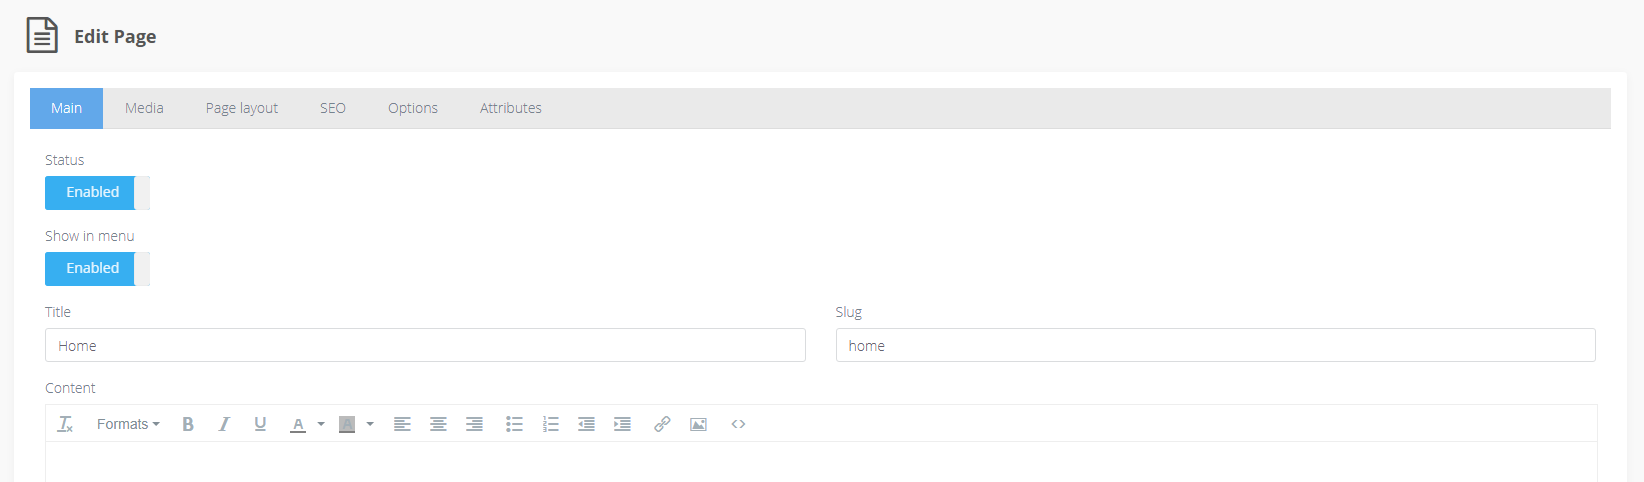 Edit Page
Main Media Page layout SEO Options Attributes
Status
Enabled
Show in menu
Enabled
Title Slug
Home home
Content
Formats B I U A A